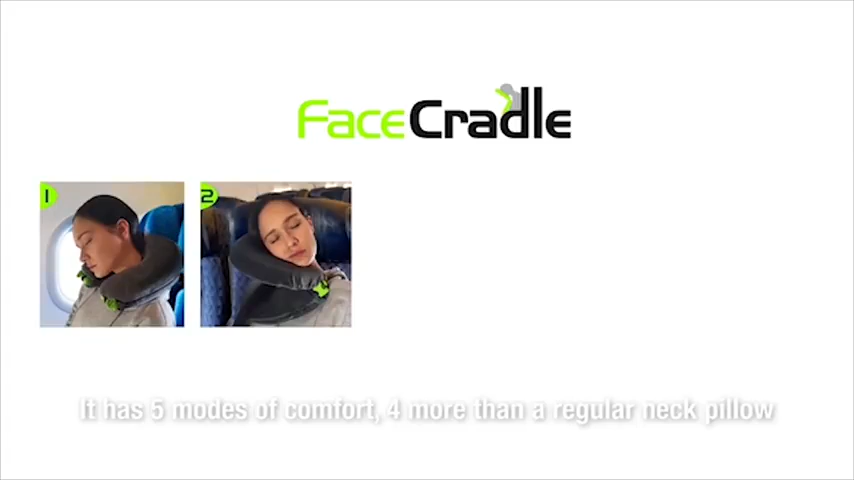 FaceCradle
1
2
It has 5 modes of comfort, 4 more than a regular neck pillow